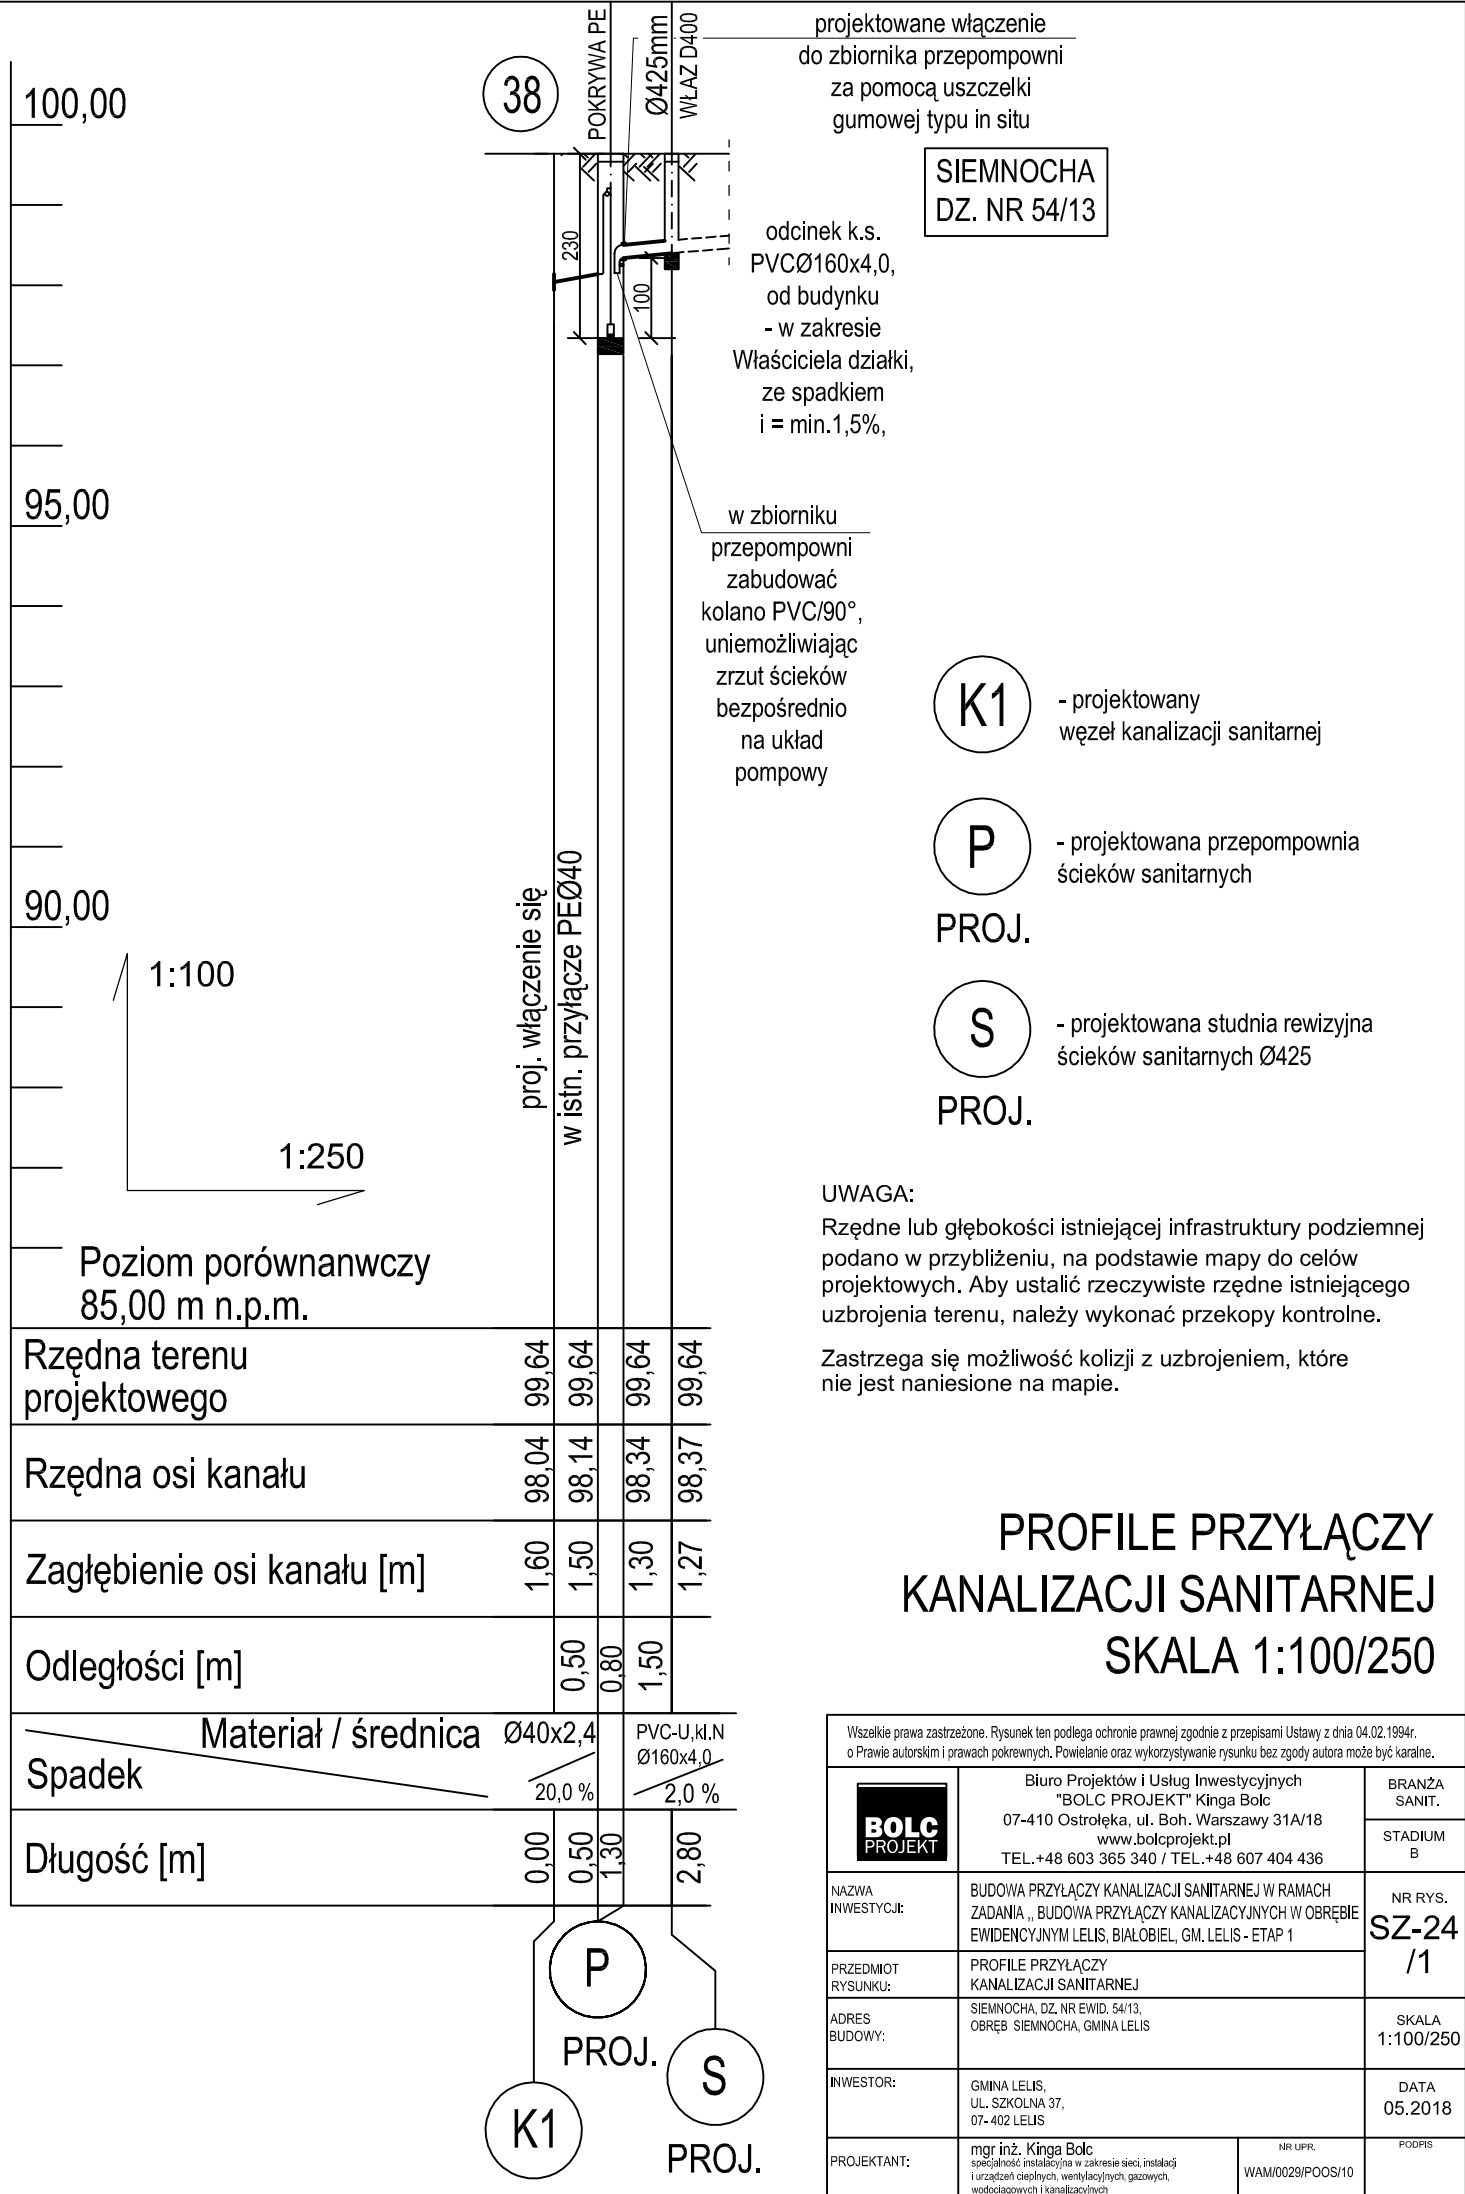 38
POKRYWA PE
Ø425mm
WŁAZ D400
projektowane włączenie
do zbiornika przepompowni
za pomocą uszczelki
gumowej typu in situ
SIEMNOCHA
DZ. NR 54/13
100,00
230
100
odcinek k.s.
PVCØ160x4,0,
od budynku
- w zakresie
Właściciela działki,
ze spadkiem
i = min.1,5%,
95,00
w zbiorniku
przepompowni
zabudować
kolano PVC/90°,
uniemożliwiając
zrzut ścieków
bezpośrednio
na układ
pompowy
K1
- projektowany
węzeł kanalizacji sanitarnej
P
- projektowana przepompownia
ścieków sanitarnych
PROJ.
S
- projektowana studnia rewizyjna
ścieków sanitarnych Ø425
PROJ.
90,00
proj. włączenie się
w istn. przyłącze PEØ40
1:100
1:250
UWAGA:
Rzędne lub głębokości istniejącej infrastruktury podziemnej
podano w przybliżeniu, na podstawie mapy do celów
projektowych. Aby ustalić rzeczywiste rzędne istniejącego
uzbrojenia terenu, należy wykonać przekopy kontrolne.
Zastrzega się możliwość kolizji z uzbrojeniem, które
nie jest naniesione na mapie.
Poziom porównanwczy
85,00 m n.p.m.
Rzędna terenu
projektowego
99,64 99,64 99,64 99,64
Rzędna osi kanału
98,04 98,14 98,34 98,37
Zagłębienie osi kanału [m]
1,60 1,50 1,30 1,27
Odległości [m]
0,50 0,80 1,50
Materiał / średnica
Spadek
Ø40x2,4
20,0 %
PVC-U,kl.N
Ø160x4,0
2,0 %
Długość [m]
0,00 0,50 1,30 2,80
P
PROJ.
S
PROJ.
K1
PROFILE PRZYŁĄCZY
KANALIZACJI SANITARNEJ
SKALA 1:100/250
Wszelkie prawa zastrzeżone. Rysunek ten podlega ochronie prawnej zgodnie z przepisami Ustawy z dnia 04.02.1994r.
o Prawie autorskim i prawach pokrewnych. Powielanie oraz wykorzystywanie rysunku bez zgody autora może być karalne.
BOLC
PROJEKT
Biuro Projektów i Usług Inwestycyjnych
"BOLC PROJEKT" Kinga Bolc
07-410 Ostrołęka, ul. Boh. Warszawy 31A/18
www.bolcprojekt.pl
TEL.+48 603 365 340 / TEL.+48 607 404 436
BRANŻA
SANIT.
STADIUM
B
NAZWA
INWESTYCJI:
BUDOWA PRZYŁĄCZY KANALIZACJI SANITARNEJ W RAMACH
ZADANIA ,, BUDOWA PRZYŁĄCZY KANALIZACYJNYCH W OBRĘBIE
EWIDENCYJNYM LELIS, BIAŁOBIEL, GM. LELIS - ETAP 1
NR RYS.
SZ-24
/1
PRZEDMIOT
RYSUNKU:
PROFILE PRZYŁĄCZY
KANALIZACJI SANITARNEJ
ADRES
BUDOWY:
SIEMNOCHA, DZ. NR EWID. 54/13,
OBRĘB SIEMNOCHA, GMINA LELIS
SKALA
1:100/250
INWESTOR:
GMINA LELIS,
UL. SZKOLNA 37,
07- 402 LELIS
DATA
05.2018
PROJEKTANT:
mgr inż. Kinga Bolc
specjalność instalacyjna w zakresie sieci, instalacji
i urządzeń cieplnych, wentylacyjnych, gazowych,
wodociągowych i kanalizacyjnych
NR UPR.
WAM/0029/POOS/10
PODPIS